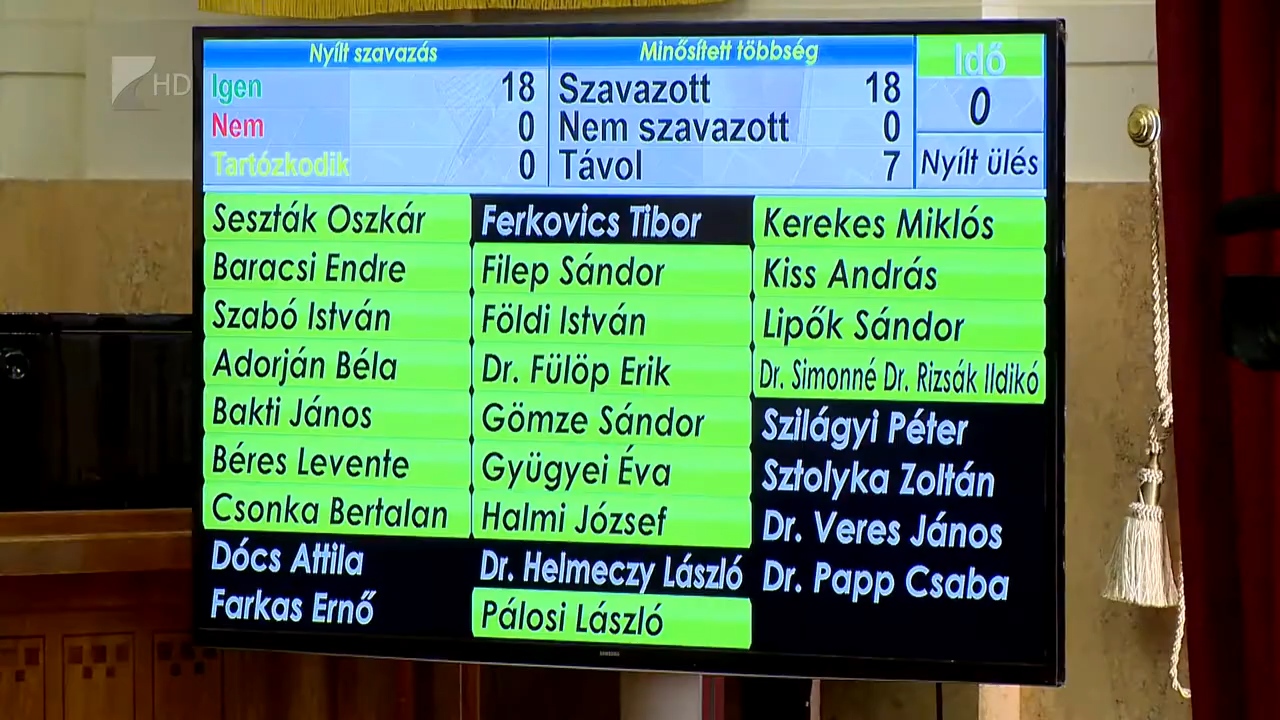 HD
Nyílt szavazás
Igen 18
Nem 0
Tartózkodik 0
Minősített többség
Szavazott 18
Nem szavazott 0
Távol 7
Idő
0
Nyílt ülés
Seszták Oszkár
Baracsi Endre
Szabó István
Adorján Béla
Bakti János
Béres Levente
Csonka Bertalan
Dócs Attila
Farkas Ernő
Ferkovics Tibor
Filep Sándor
Földi István
Dr. Fülöp Erik
Gömze Sándor
Gyügyei Éva
Halmi József
Dr. Helmeczy László
Pálosi László
Kerekes Miklós
Kiss András
Lipők Sándor
Dr. Simonné Dr. Rizsák Ildikó
Szilágyi Péter
Sztolyka Zoltán
Dr. Veres János
Dr. Papp Csaba
SAMSUNG